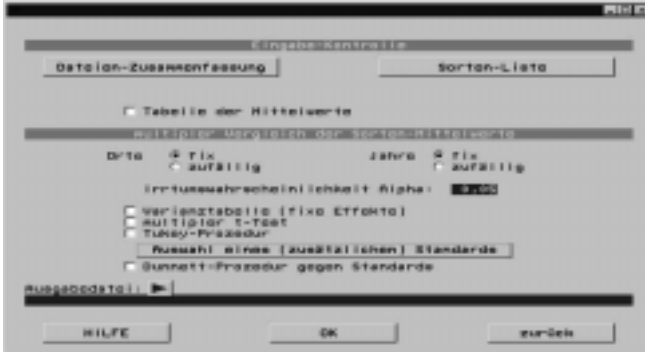 Eingabe-Kontrolle
Dateien-Zusammenfassung Sorten-Liste
Tabelle der Mittelwerte
Multipler Vergleich der Sorten-Mittelwerte
Orte fix Jahre fix
zufällig zufällig
Irrtumswahrscheinlichkeit Alpha: 0.05
Varianztabelle (fixe Effekte)
multipler t-Test
Tukey-Prozedur
Auswahl eines (zusätzlichen) Standards
Dunnett-Prozedur gegen Standards
Ausgabedatei:
HILFE OK zurück